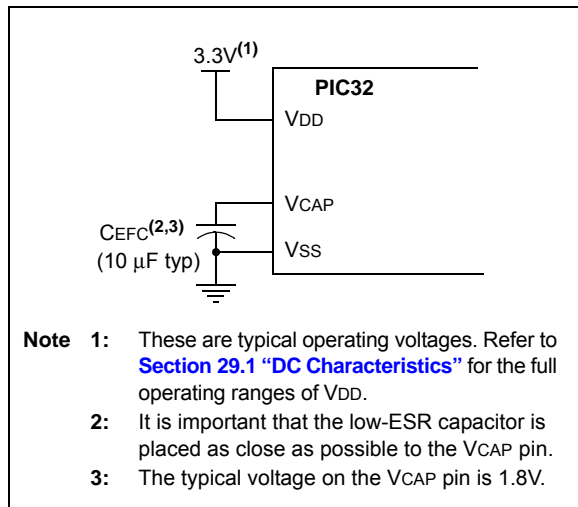 3.3V(1)
PIC32
VDD
VCAP
CEFC(2,3)
(10 μF typ)
VSS
Note 1: These are typical operating voltages. Refer to
Section 29.1 “DC Characteristics” for the full
operating ranges of VDD.
2: It is important that the low-ESR capacitor is
placed as close as possible to the VCAP pin.
3: The typical voltage on the VCAP pin is 1.8V.